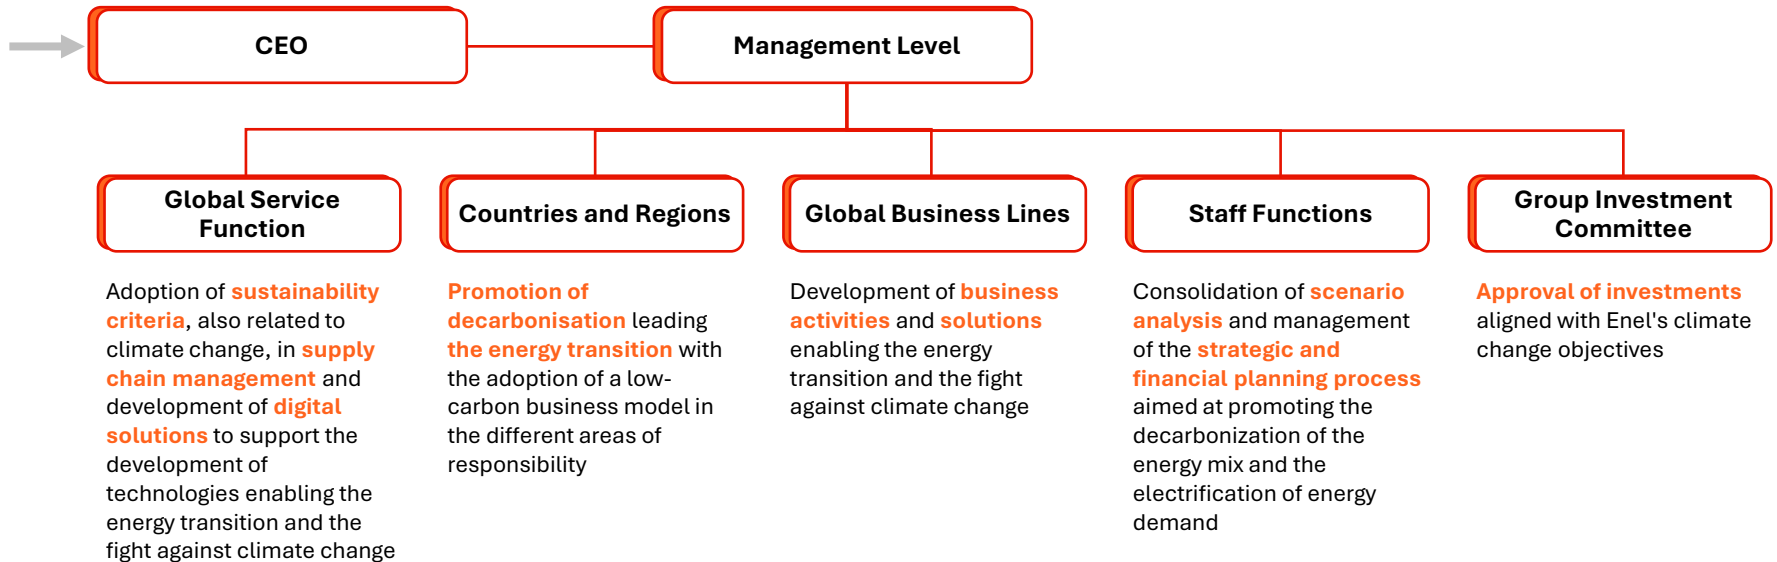 CEO
Management Level
Global Service
Function
Countries and Regions
Global Business Lines
Staff Functions
Group Investment
Committee
Adoption of sustainability
criteria, also related to
climate change, in supply
chain management and
development of digital
solutions to support the
development of
technologies enabling the
energy transition and the
fight against climate change
Promotion of
decarbonisation leading
the energy transition with
the adoption of a low-
carbon business model in
the different areas of
responsibility
Development of business
activities and solutions
enabling the energy
transition and the fight
against climate change
Consolidation of scenario
analysis and management
of the strategic and
financial planning process
aimed at promoting the
decarbonization of the
energy mix and the
electrification of energy
demand
Approval of investments
aligned with Enel's climate
change objectives